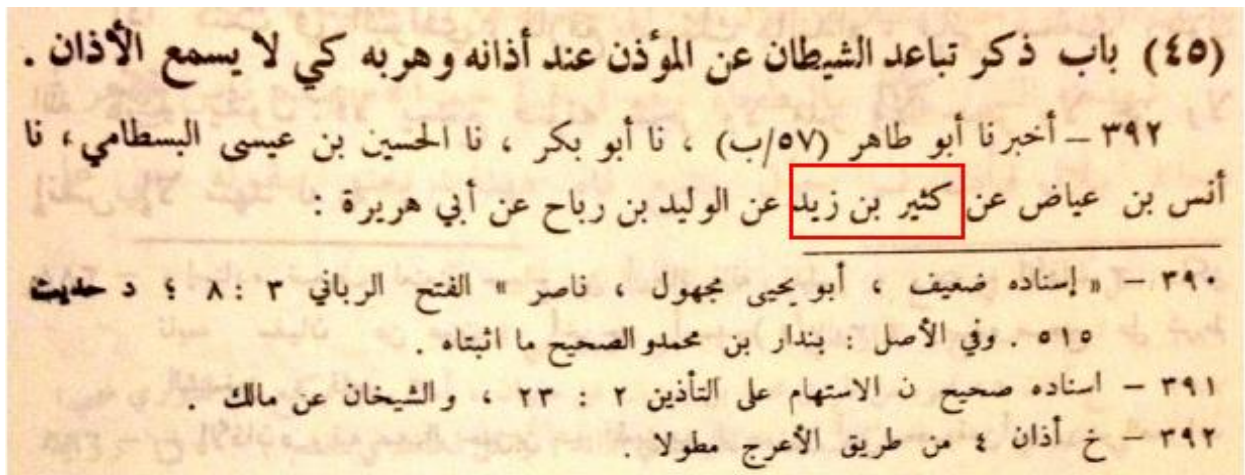 (٤٥) باب ذكر تباعد الشيطان عن المؤذن عند أذانه وهربه كي لا يسمع الأذان .
٣٩٢ – أخبرنا أبو طاهر (٥٧/ب) ، نا أبو بكر ، نا الحسين بن عيسى البسطامي ، نا
أنس بن عياض عن كثير بن زيد عن الوليد بن رباح عن أبي هريرة :
٣٩٠ – « إسناده ضعيف ، أبو يحيى مجهول ، ناصر » الفتح الرباني ٣ : ٨ ؛ د حديث
٥١٥ . وفي الأصل : بندار بن محمد والصحيح ما اثبتاه .
٣٩١ – اسناده صحيح ن الاستهام على التأذين ٢ : ٢٣ ، والشيخان عن مالك .
٣٩٢ – خ أذان ٤ من طريق الأعرج مطولا .